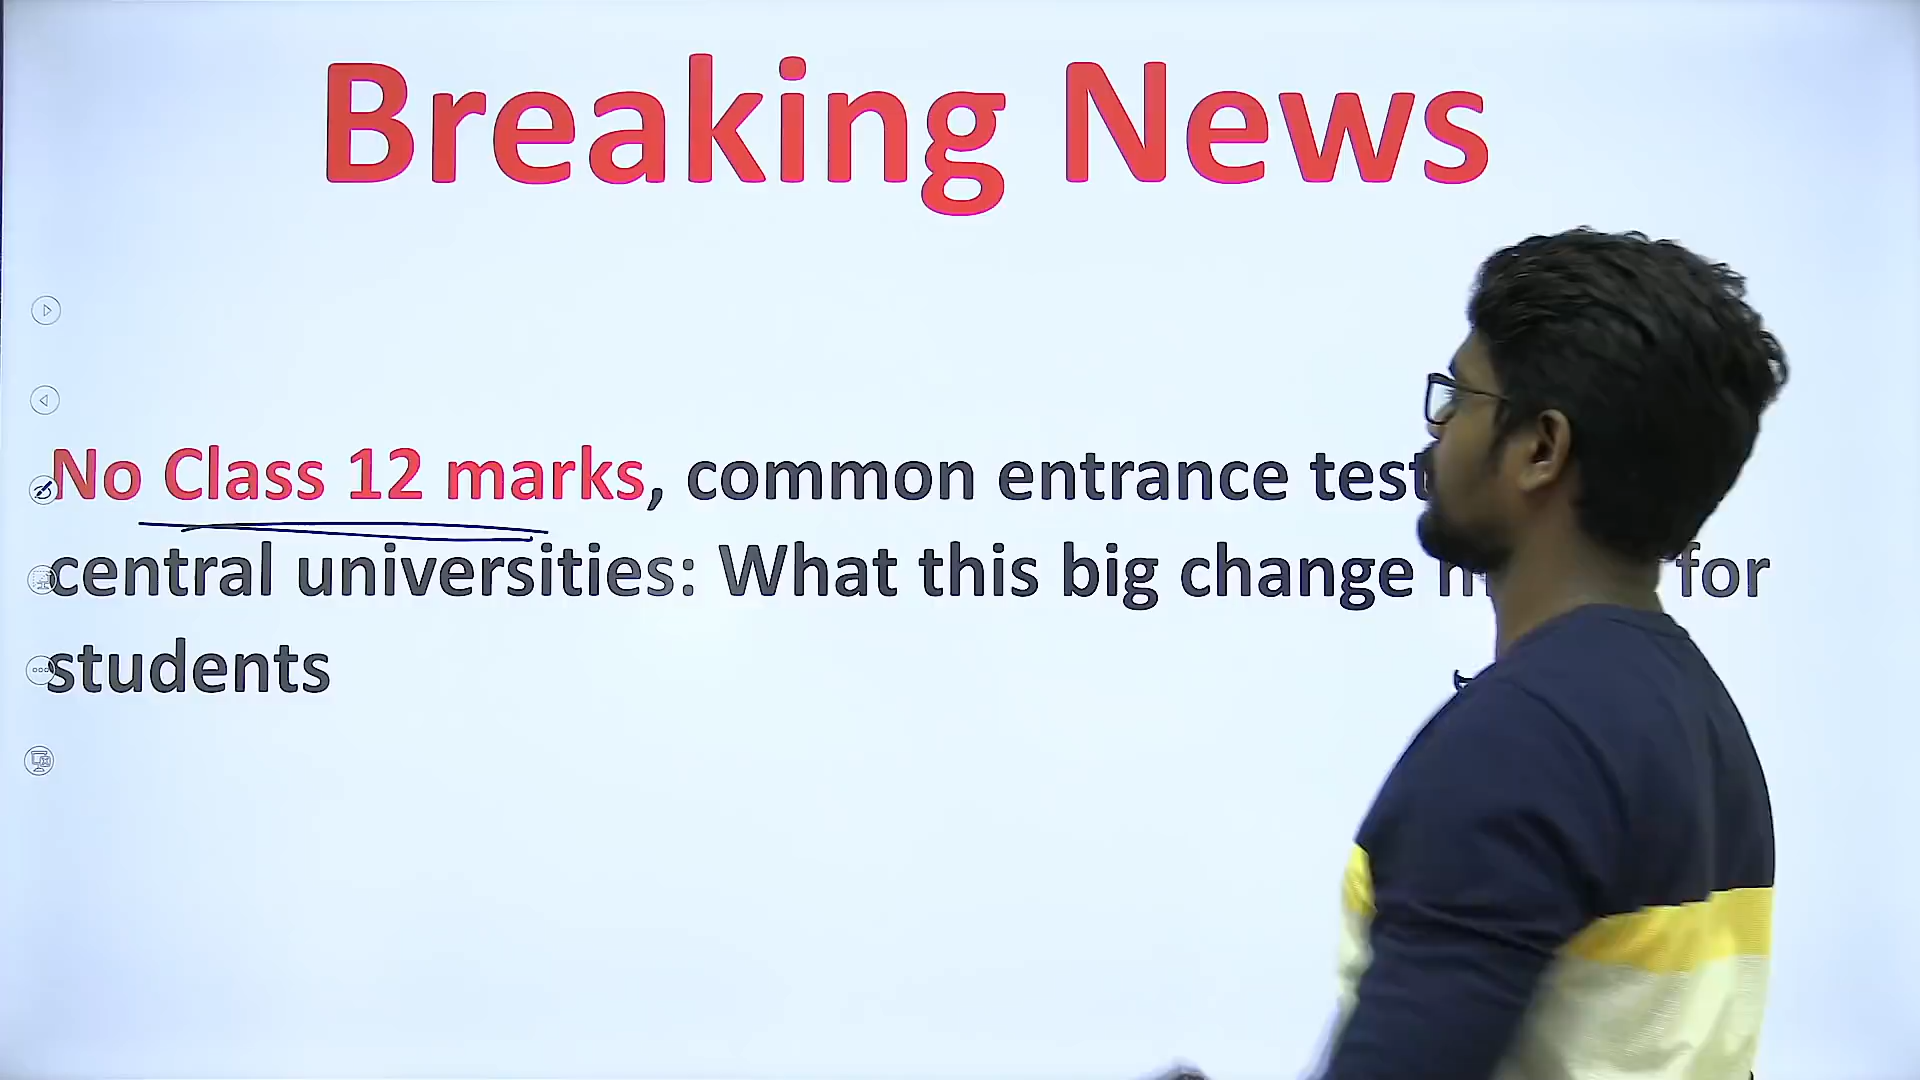 Breaking News
No Class 12 marks, common entrance test
central universities: What this big change for
students